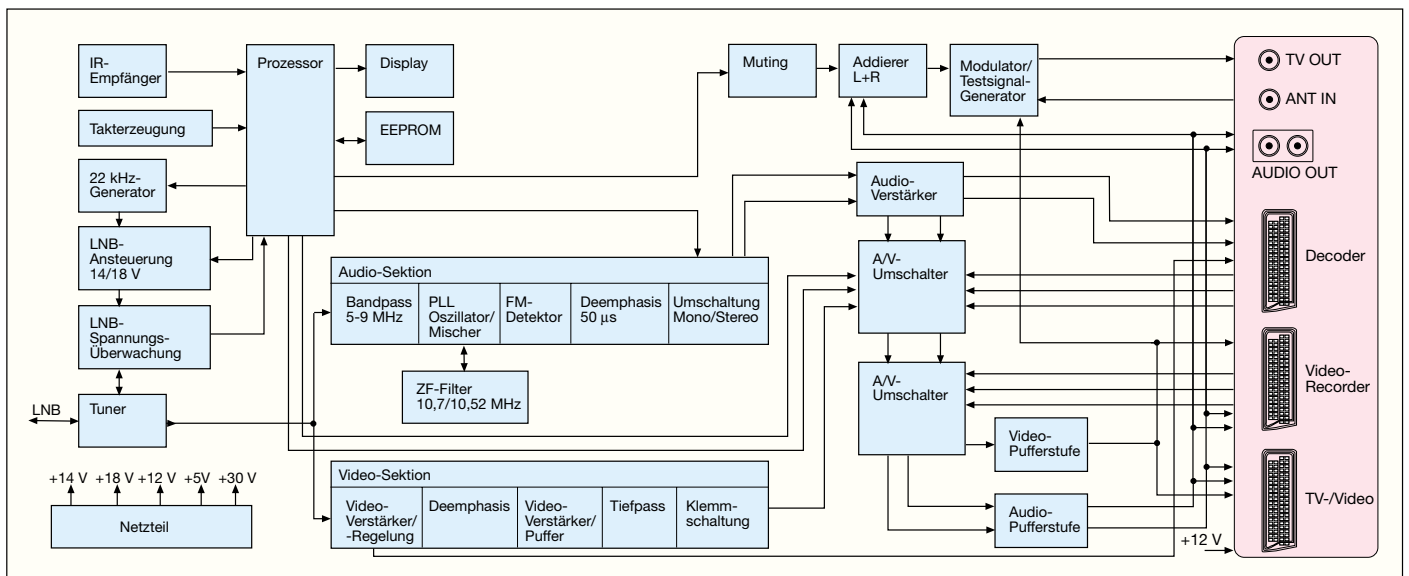 IR-
Empfänger
Prozessor
Display
Takterzeugung
EEPROM
22 kHz-
Generator
LNB-
Ansteuerung
14/18 V
LNB-
Spannungs-
Überwachung
LNB
Tuner
+14 V
+18 V
+12 V
+5V
+30 V
Netzteil
Audio-Sektion
Bandpass
5-9 MHz
PLL
Oszillator/
Mischer
FM-
Detektor
Deemphasis
50 µs
Umschaltung
Mono/Stereo
ZF-Filter
10,7/10,52 MHz
Video-Sektion
Video-
Verstärker/
-Regelung
Deemphasis
Video-
Verstärker/
Puffer
Tiefpass
Klemm-
schaltung
Muting
Addierer
L+R
Modulator/
Testsignal-
Generator
Audio-
Verstärker
A/V-
Umschalter
A/V-
Umschalter
Video-
Pufferstufe
Audio-
Pufferstufe
TV OUT
ANT IN
AUDIO OUT
Decoder
Video-
Recorder
TV-/Video
+12 V